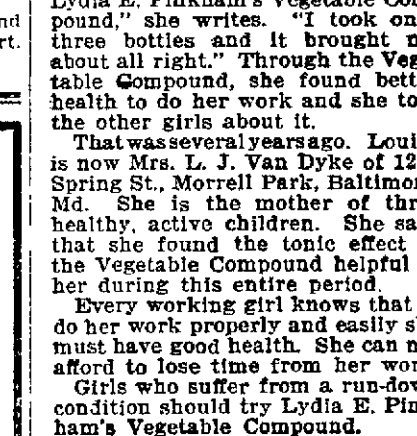 Lydia E. Pinkham's Vegetable Com
nd pound," she writes. "I took on
rt. three bottles and it brought m
about all right." Through the Veg
table Compound, she found bett
health to do her work and she to
the other girls about it.
That was several years ago. Loui
is now Mrs. L. J. Van Dyke of 12
Spring St., Morrell Park, Baltimo
Md. She is the mother of thr
healthy, active children. She sa
that she found the tonic effect
the Vegetable Compound helpful
her during this entire period.
Every working girl knows that
do her work properly and easily s
must have good health. She can n
afford to lose time from her wor
Girls who suffer from a run-dow
condition should try Lydia E. Pin
ham's Vegetable Compound.